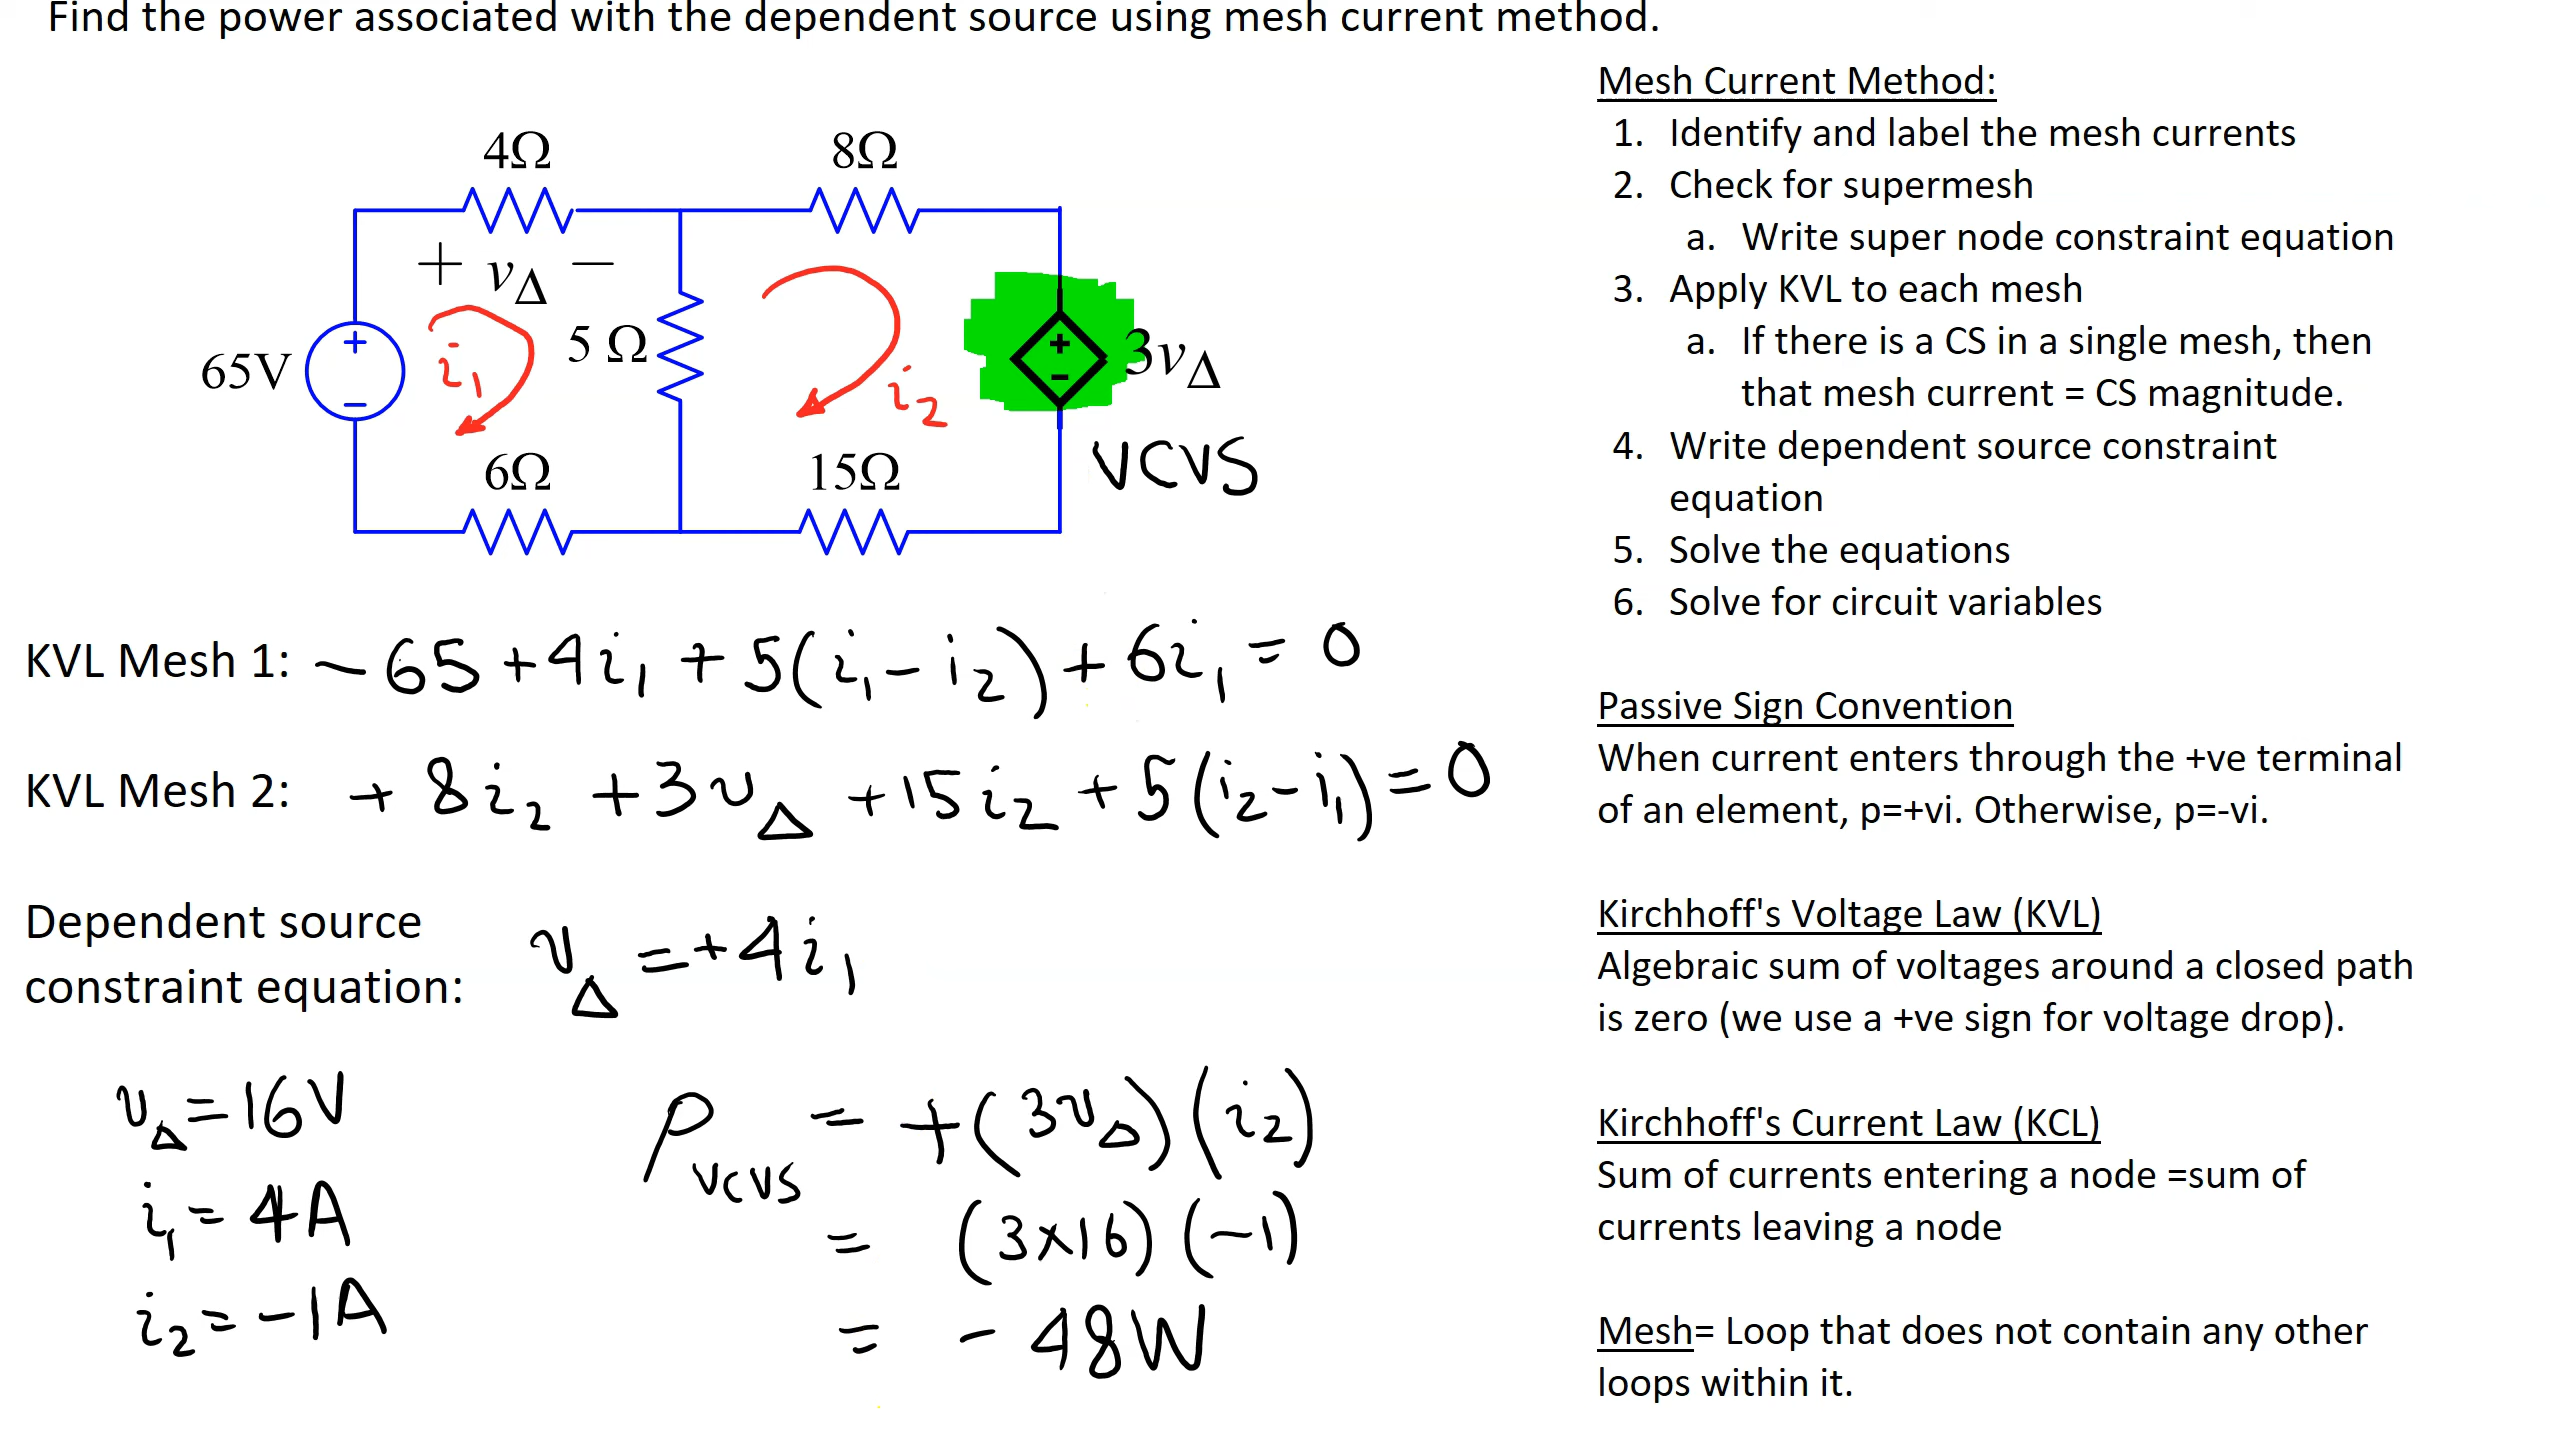 Find the power associated with the dependent source using mesh current method.
4Ω
8Ω
+ v_Δ −
65V
+
−
i₁
5 Ω
i₂
+
-
3v_Δ
VCVS
6Ω
15Ω
KVL Mesh 1: −65 + 4i₁ + 5(i₁ − i₂) + 6i₁ = 0
KVL Mesh 2: + 8i₂ + 3v_Δ + 15i₂ + 5(i₂ − i₁) = 0
Dependent source
constraint equation: v_Δ = +4i₁
v_Δ = 16V
i₁ = 4A
i₂ = −1A
P_VCVS = +(3v_Δ)(i₂)
= (3×16)(−1)
= − 48W
Mesh Current Method:
1. Identify and label the mesh currents
2. Check for supermesh
a. Write super node constraint equation
3. Apply KVL to each mesh
a. If there is a CS in a single mesh, then
that mesh current = CS magnitude.
4. Write dependent source constraint
equation
5. Solve the equations
6. Solve for circuit variables
Passive Sign Convention
When current enters through the +ve terminal
of an element, p=+vi. Otherwise, p=-vi.
Kirchhoff's Voltage Law (KVL)
Algebraic sum of voltages around a closed path
is zero (we use a +ve sign for voltage drop).
Kirchhoff's Current Law (KCL)
Sum of currents entering a node =sum of
currents leaving a node
Mesh= Loop that does not contain any other
loops within it.